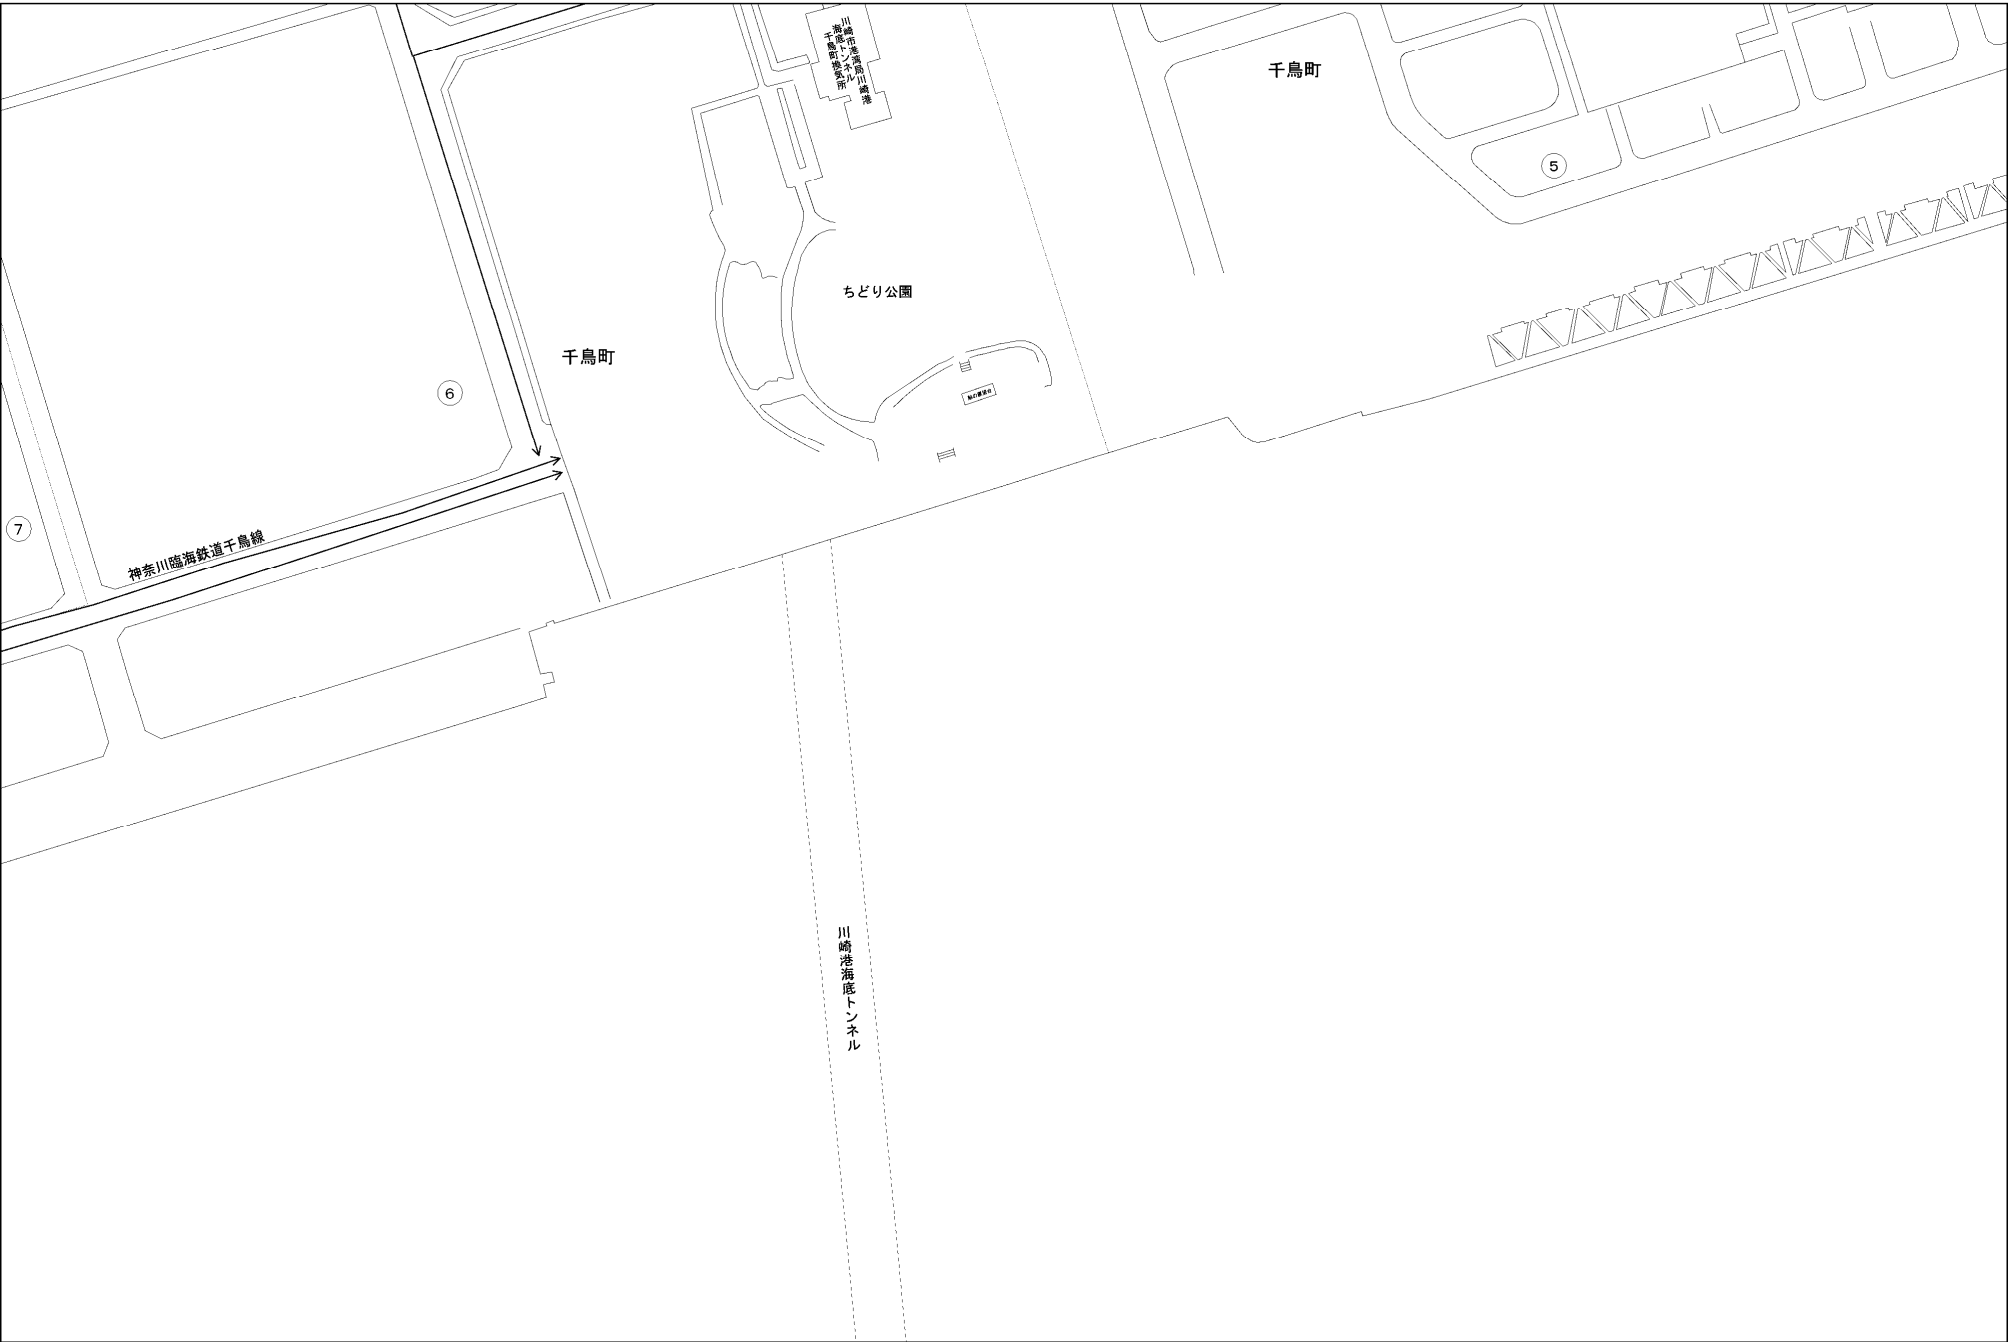 川崎市港湾局川崎港
海底トンネル
千鳥町換気所
千鳥町
⑤
ちどり公園
千鳥町
⑥
⑦
神奈川臨海鉄道千鳥線
川崎港海底トンネル